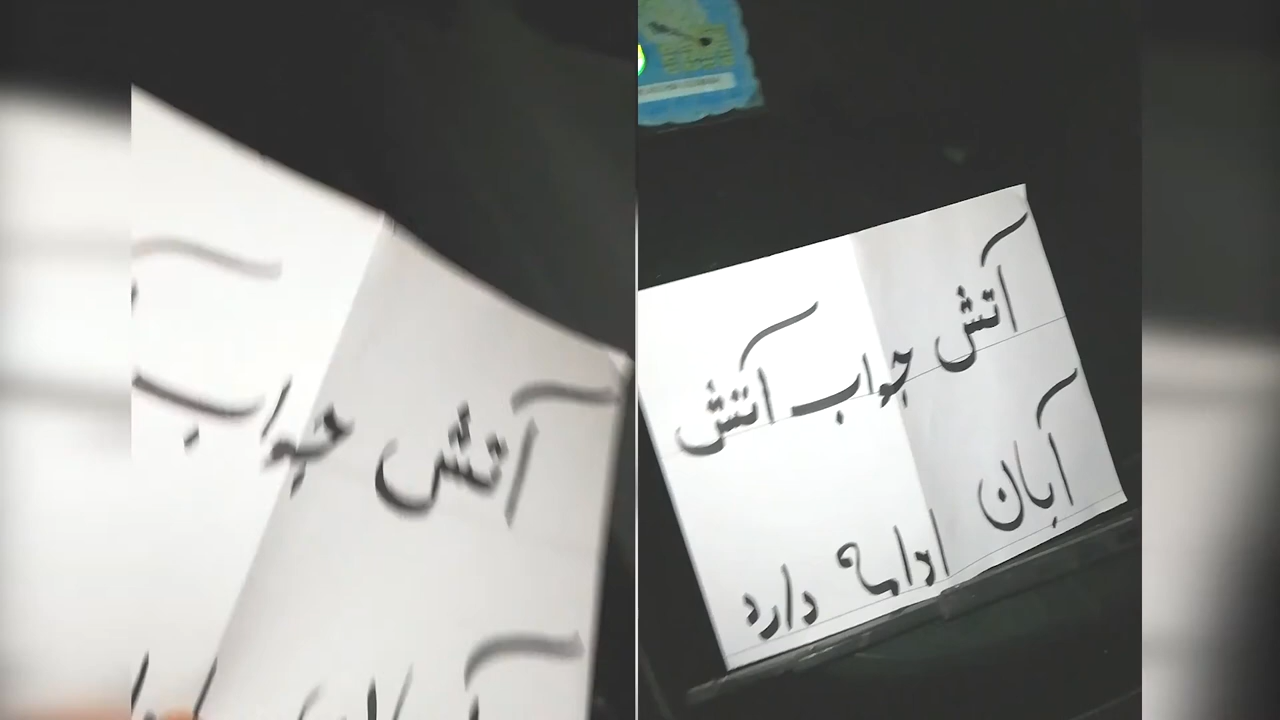 آتش جواب
آتش جواب آتش
آبان ادامه دارد